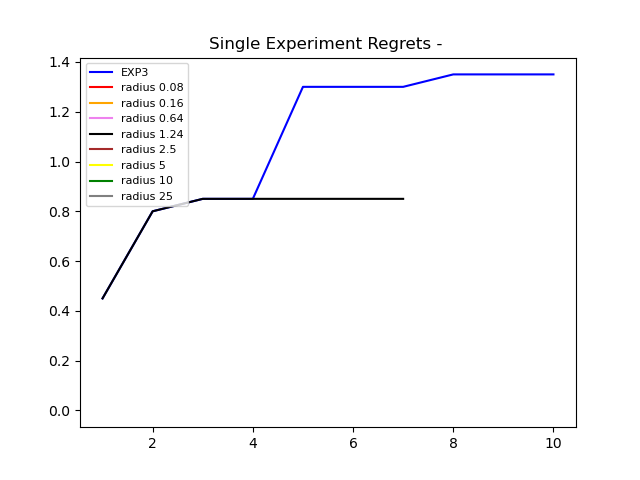 Single Experiment Regrets -
EXP3
radius 0.08
radius 0.16
radius 0.64
radius 1.24
radius 2.5
radius 5
radius 10
radius 25
1.4
1.2
1.0
0.8
0.6
0.4
0.2
0.0
2
4
6
8
10